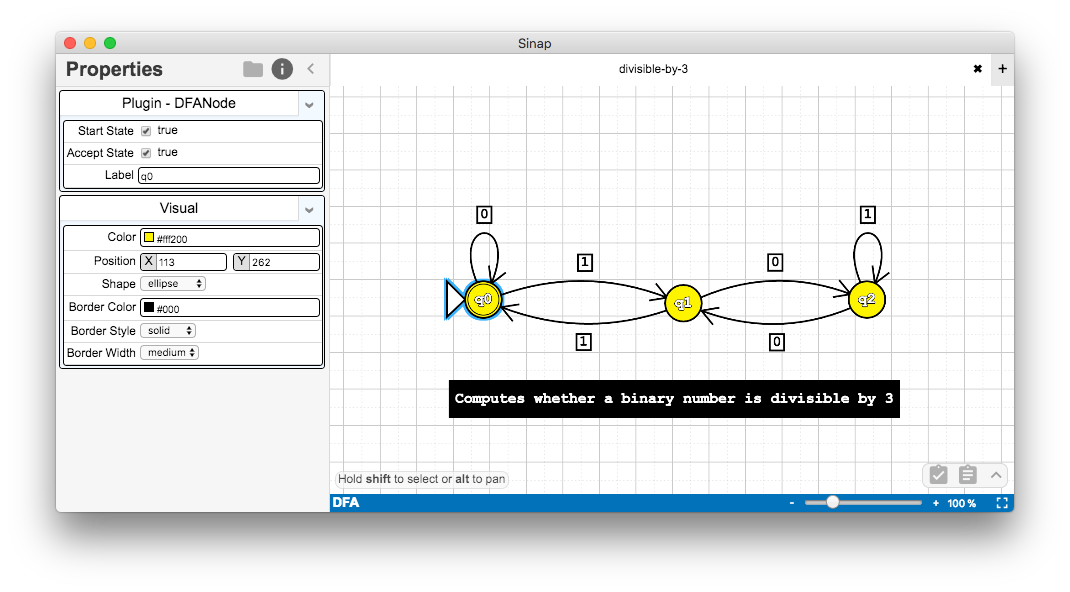 Sinap
Properties
divisible-by-3
✖ +
Plugin - DFANode
Start State true
Accept State true
Label q0
Visual
Color #fff200
Position X 113 Y 262
Shape ellipse
Border Color #000
Border Style solid
Border Width medium
0 1
1 0
q0 q1 q2
1 0
Computes whether a binary number is divisible by 3
Hold shift to select or alt to pan
DFA - + 100 %